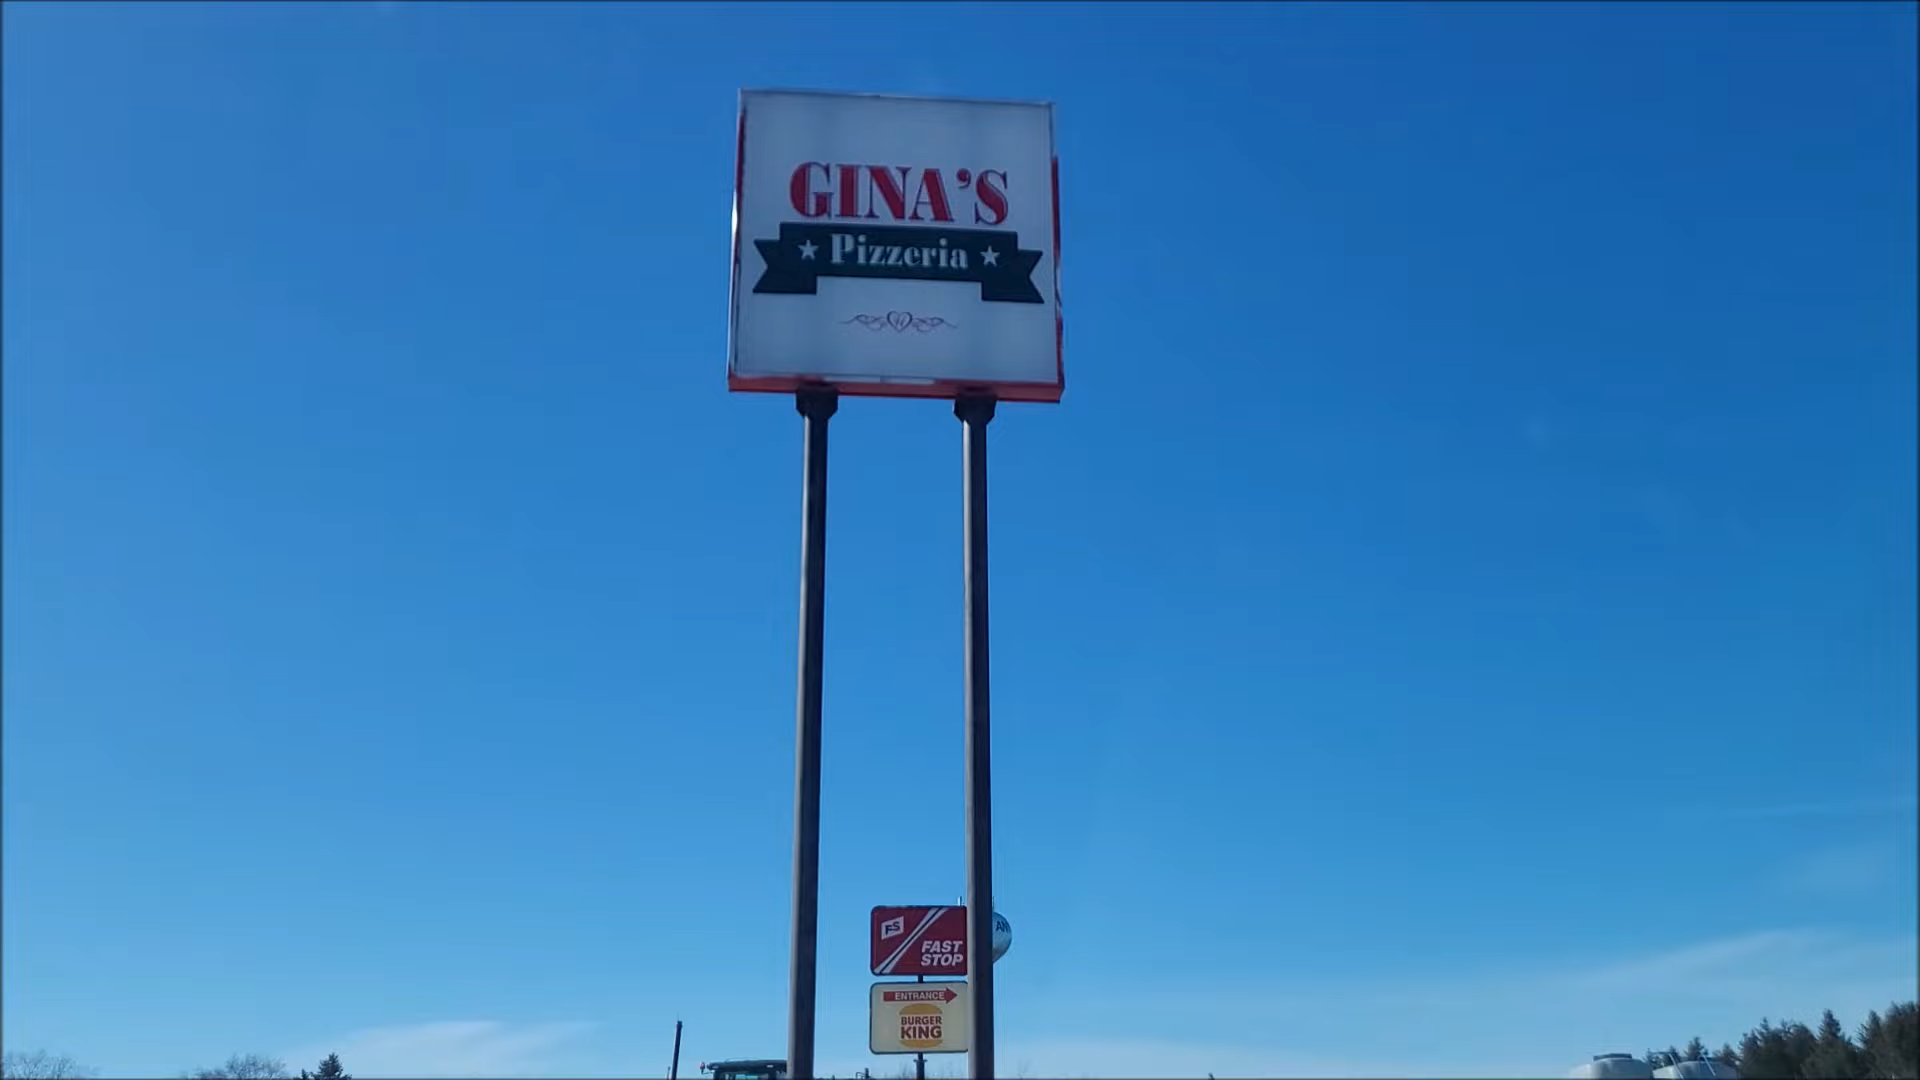 GINA'S
Pizzeria
FS
FAST
STOP
ENTRANCE
BURGER
KING